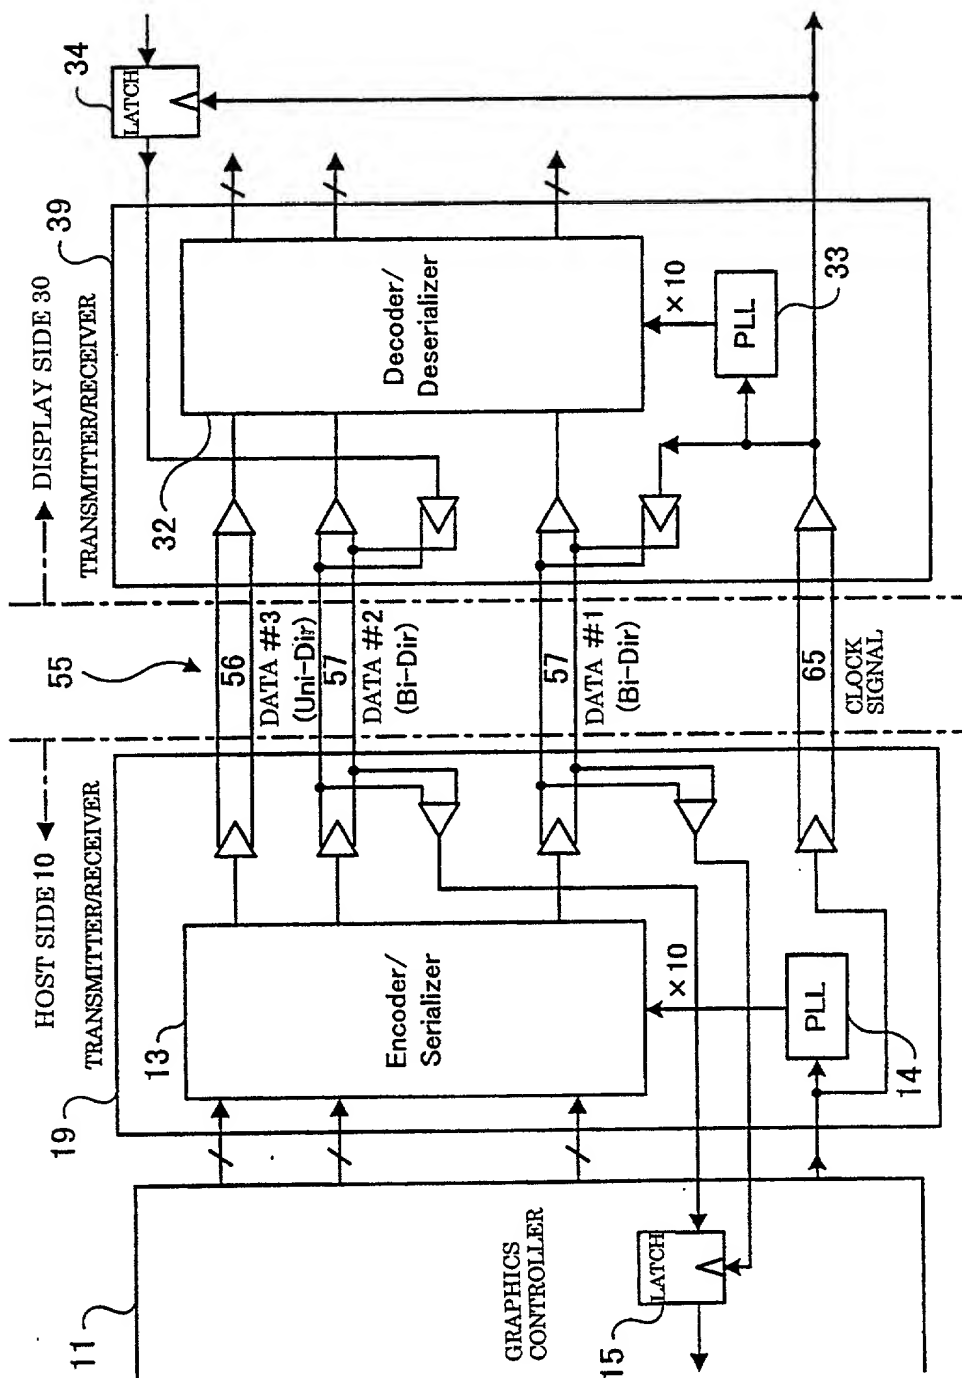 HOST SIDE 10
DISPLAY SIDE 30
55
19
TRANSMITTER/RECEIVER
TRANSMITTER/RECEIVER
39
34
LATCH
11
13
Encoder/
Serializer
56
DATA #3
(Uni-Dir)
57
DATA #2
(Bi-Dir)
57
DATA #1
(Bi-Dir)
32
Decoder/
Deserializer
GRAPHICS
CONTROLLER
×10
×10
LATCH
15
PLL
14
65
CLOCK
SIGNAL
PLL
33